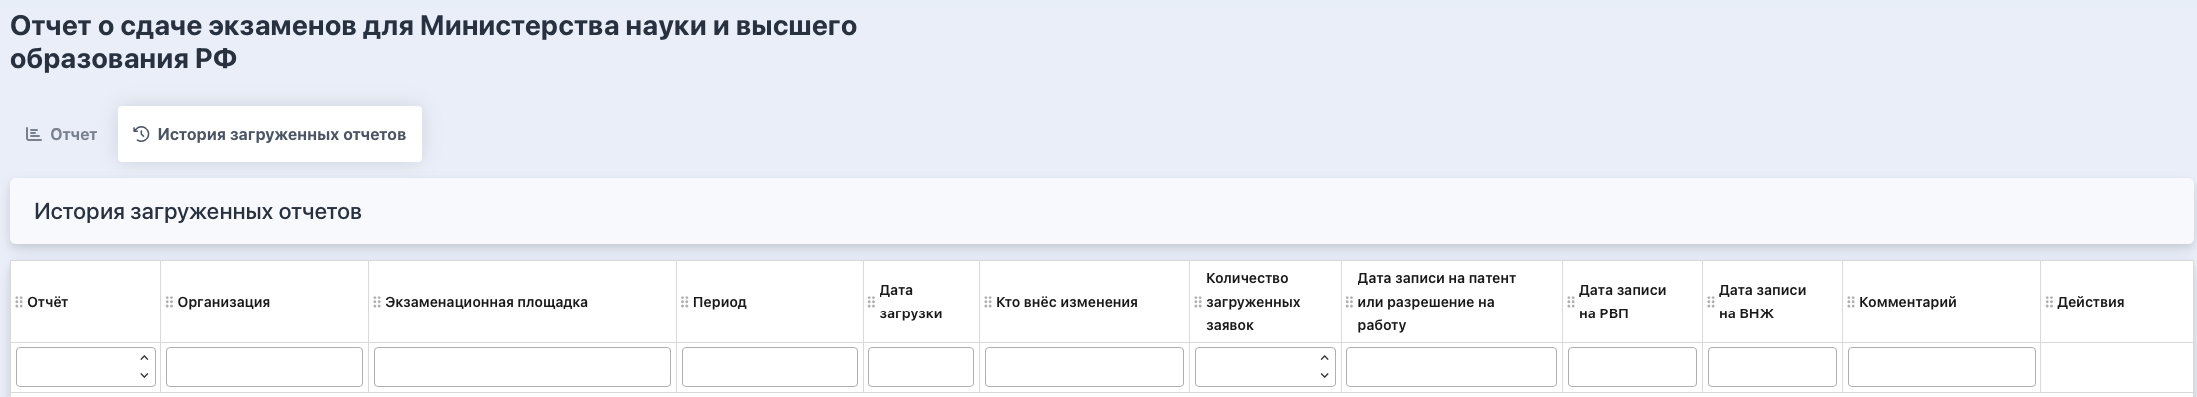 Отчет о сдаче экзаменов для Министерства науки и высшего
образования РФ
Отчет
История загруженных отчетов
История загруженных отчетов
Отчёт
Организация
Экзаменационная площадка
Период
Дата
загрузки
Кто внёс изменения
Количество
загруженных
заявок
Дата записи на патент
или разрешение на
работу
Дата записи
на РВП
Дата записи
на ВНЖ
Комментарий
Действия